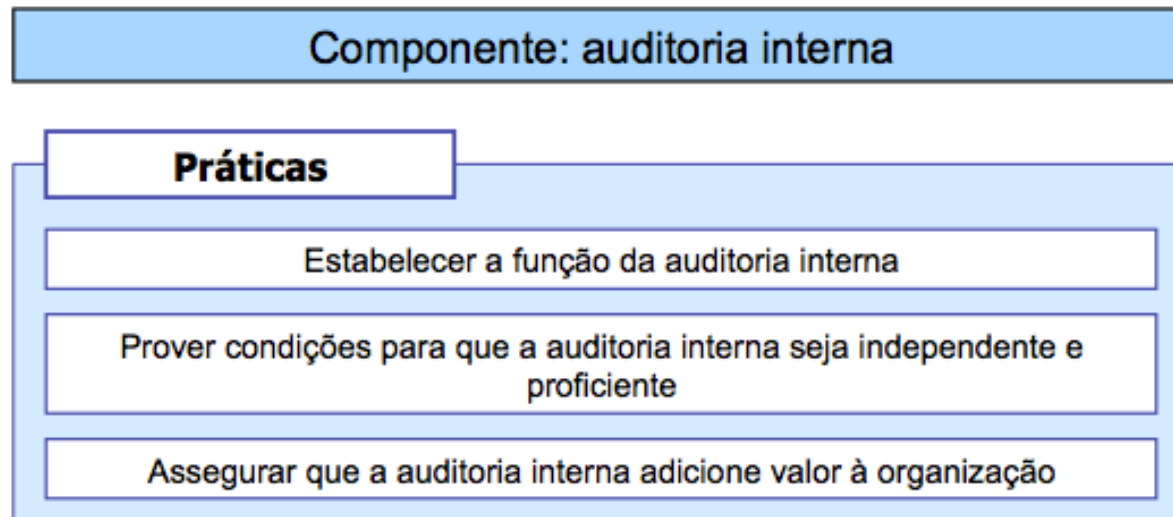 Componente: auditoria interna
Práticas
Estabelecer a função da auditoria interna
Prover condições para que a auditoria interna seja independente e
proficiente
Assegurar que a auditoria interna adicione valor à organização